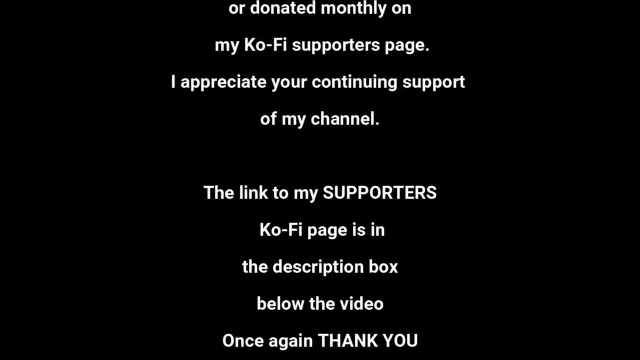 or donated monthly on
my Ko-Fi supporters page.
I appreciate your continuing support
of my channel.
The link to my SUPPORTERS
Ko-Fi page is in
the description box
below the video
Once again THANK YOU